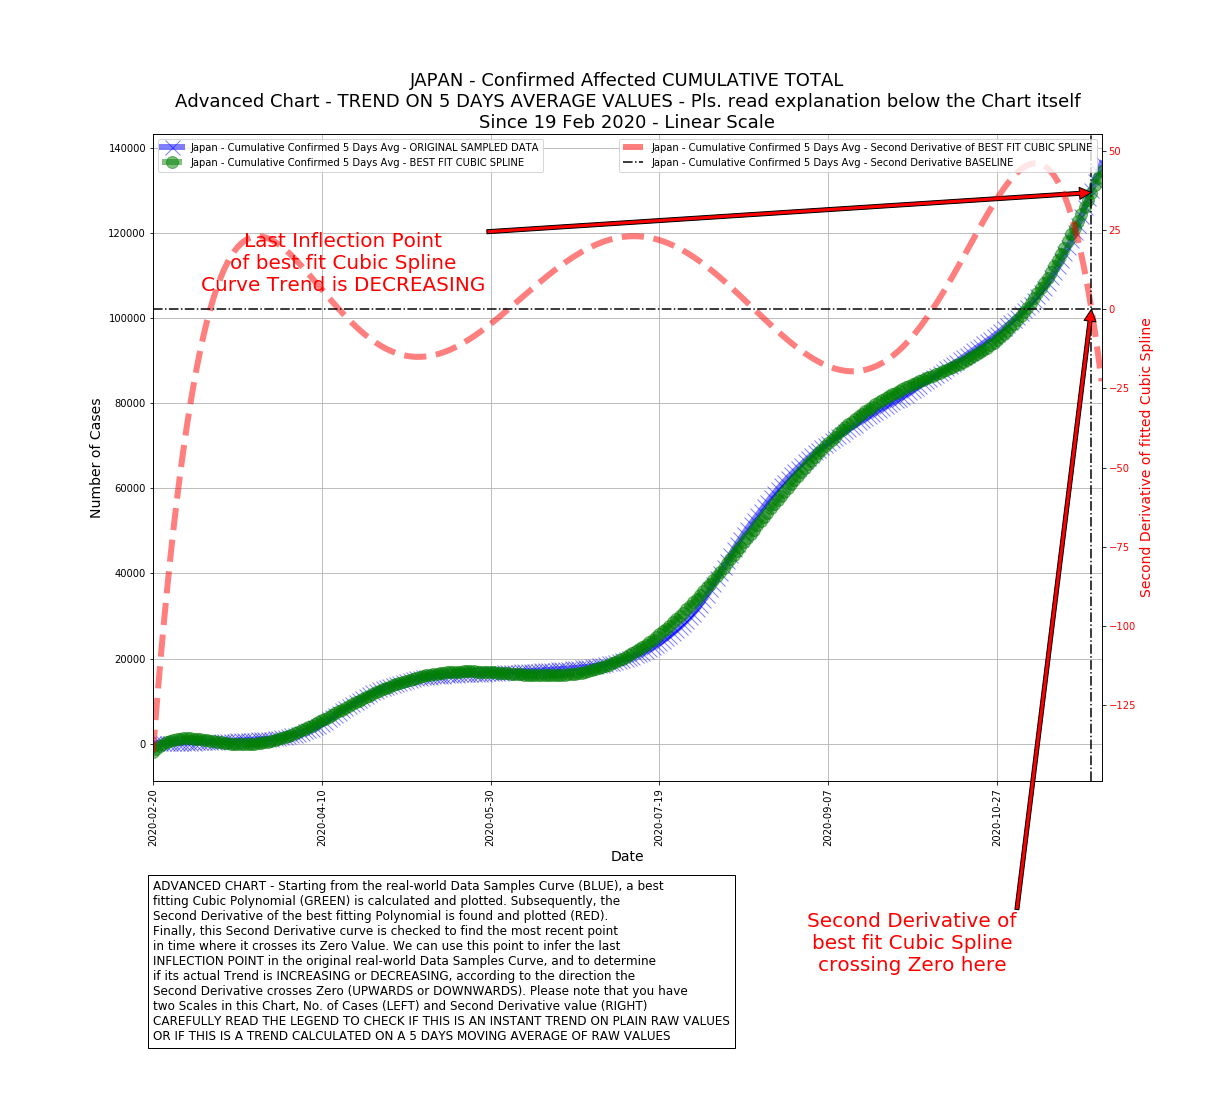 JAPAN - Confirmed Affected CUMULATIVE TOTAL
Advanced Chart - TREND ON 5 DAYS AVERAGE VALUES - Pls. read explanation below the Chart itself
Since 19 Feb 2020 - Linear Scale
Japan - Cumulative Confirmed 5 Days Avg - ORIGINAL SAMPLED DATA
Japan - Cumulative Confirmed 5 Days Avg - BEST FIT CUBIC SPLINE
Japan - Cumulative Confirmed 5 Days Avg - Second Derivative of BEST FIT CUBIC SPLINE
Japan - Cumulative Confirmed 5 Days Avg - Second Derivative BASELINE
Last Inflection Point
of best fit Cubic Spline
Curve Trend is DECREASING
Number of Cases
140000
120000
100000
80000
60000
40000
20000
0
50
25
0
−25
−50
−75
−100
−125
Second Derivative of fitted Cubic Spline
2020-02-20
2020-04-10
2020-05-30
2020-07-19
2020-09-07
2020-10-27
Date
Second Derivative of
best fit Cubic Spline
crossing Zero here
ADVANCED CHART - Starting from the real-world Data Samples Curve (BLUE), a best
fitting Cubic Polynomial (GREEN) is calculated and plotted. Subsequently, the
Second Derivative of the best fitting Polynomial is found and plotted (RED).
Finally, this Second Derivative curve is checked to find the most recent point
in time where it crosses its Zero Value. We can use this point to infer the last
INFLECTION POINT in the original real-world Data Samples Curve, and to determine
if its actual Trend is INCREASING or DECREASING, according to the direction the
Second Derivative crosses Zero (UPWARDS or DOWNWARDS). Please note that you have
two Scales in this Chart, No. of Cases (LEFT) and Second Derivative value (RIGHT)
CAREFULLY READ THE LEGEND TO CHECK IF THIS IS AN INSTANT TREND ON PLAIN RAW VALUES
OR IF THIS IS A TREND CALCULATED ON A 5 DAYS MOVING AVERAGE OF RAW VALUES